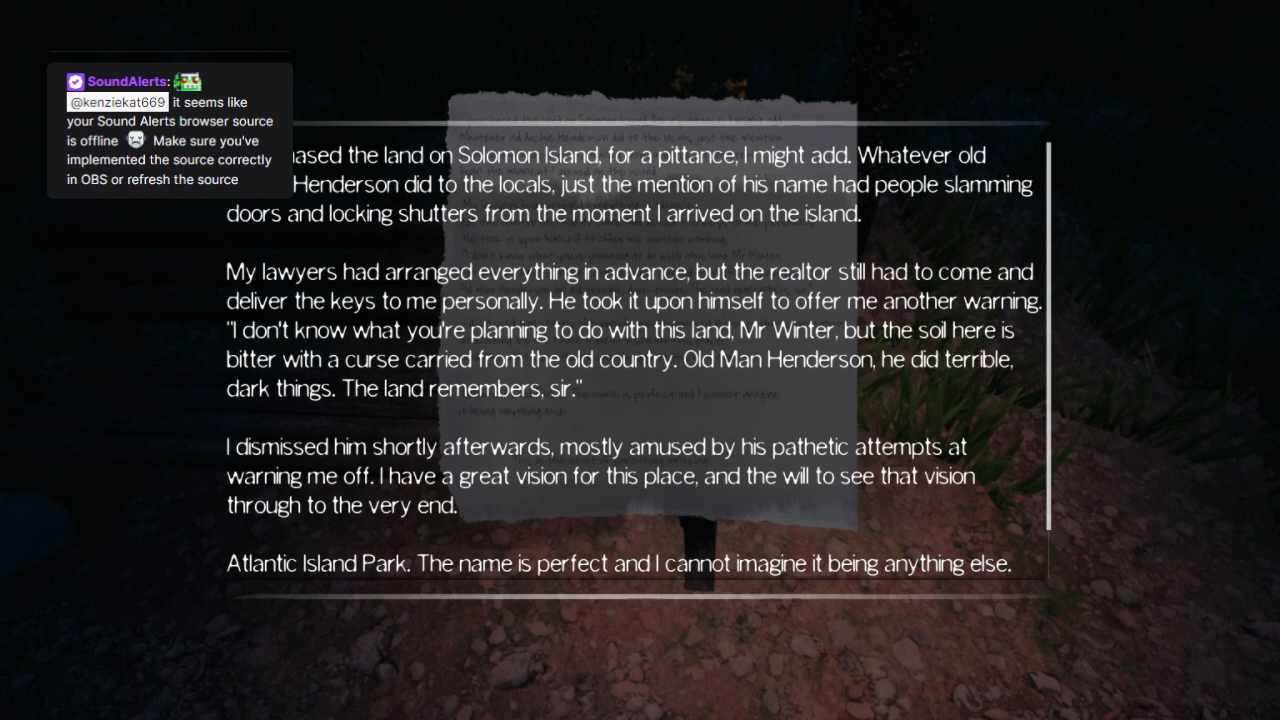 SoundAlerts:
@kenziekat669 it seems like
your Sound Alerts browser source
is offline Make sure you've
implemented the source correctly
in OBS or refresh the source
the land on Solomon Island, for a pittance, I might add. Whatever old
Henderson did to the locals, just the mention of his name had people slamming
doors and locking shutters from the moment I arrived on the island.
My lawyers had arranged everything in advance, but the realtor still had to come and
deliver the keys to me personally. He took it upon himself to offer me another warning.
"I don't know what you're planning to do with this land, Mr Winter, but the soil here is
bitter with a curse carried from the old country. Old Man Henderson, he did terrible,
dark things. The land remembers, sir."
I dismissed him shortly afterwards, mostly amused by his pathetic attempts at
warning me off. I have a great vision for this place, and the will to see that vision
through to the very end.
Atlantic Island Park. The name is perfect and I cannot imagine it being anything else.